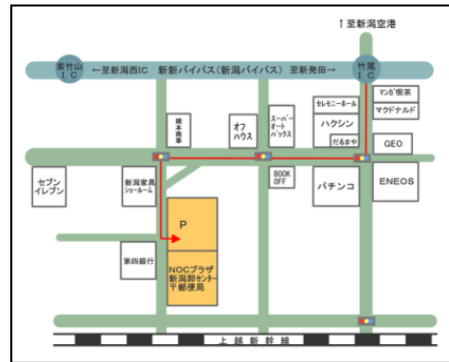 ↑至新潟空港
紫竹山
I.C
←至新潟西IC 新新バイパス(新潟バイパス) 至新発田→
竹尾
I.C
橋本商事
オフ
ハウス
スーパー
オート
バックス
セレモニーホール
ハクシン
だるまや
マンガ喫茶
マクドナルド
GEO
セブン
イレブン
新潟家具
ショールーム
BOOK
OFF
パチンコ
ENEOS
P
第四銀行
NOCプラザ
新潟卸センター
〒郵便局
上越新幹線